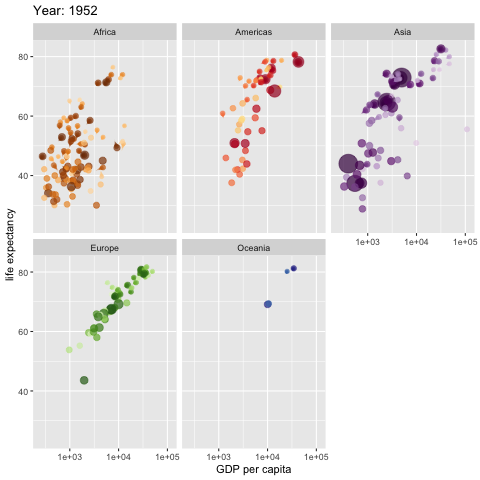 Year: 1952
Africa
Americas
Asia
80
60
40
1e+03
1e+04
1e+05
life expectancy
Europe
Oceania
80
60
40
1e+03
1e+04
1e+05
1e+03
1e+04
1e+05
GDP per capita